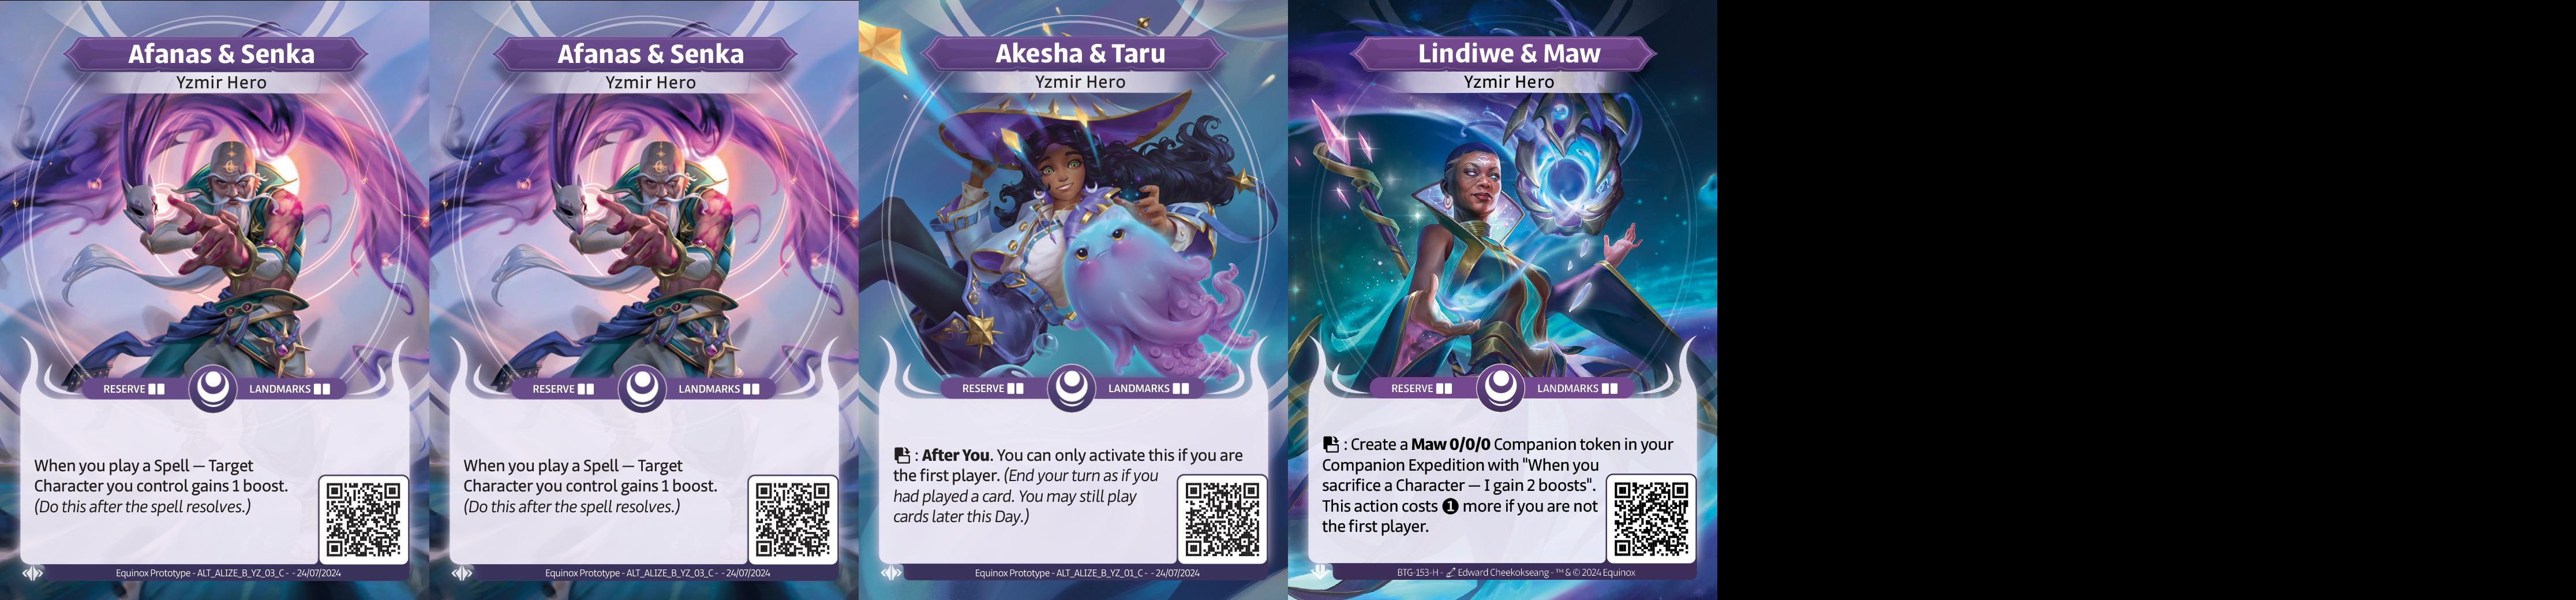 Afanas & Senka
Yzmir Hero
RESERVE
LANDMARKS
When you play a Spell — Target
Character you control gains 1 boost.
(Do this after the spell resolves.)
Equinox Prototype - ALT_ALIZE_B_YZ_03_C - - 24/07/2024
Afanas & Senka
Yzmir Hero
RESERVE
LANDMARKS
When you play a Spell — Target
Character you control gains 1 boost.
(Do this after the spell resolves.)
Equinox Prototype - ALT_ALIZE_B_YZ_03_C - - 24/07/2024
Akesha & Taru
Yzmir Hero
RESERVE
LANDMARKS
: After You. You can only activate this if you are
the first player. (End your turn as if you
had played a card. You may still play
cards later this Day.)
Equinox Prototype - ALT_ALIZE_B_YZ_01_C - - 24/07/2024
Lindiwe & Maw
Yzmir Hero
RESERVE
LANDMARKS
: Create a Maw 0/0/0 Companion token in your
Companion Expedition with "When you
sacrifice a Character — I gain 2 boosts".
This action costs 1 more if you are not
the first player.
BTG-153-H - Edward Cheekokseang - ™ & © 2024 Equinox